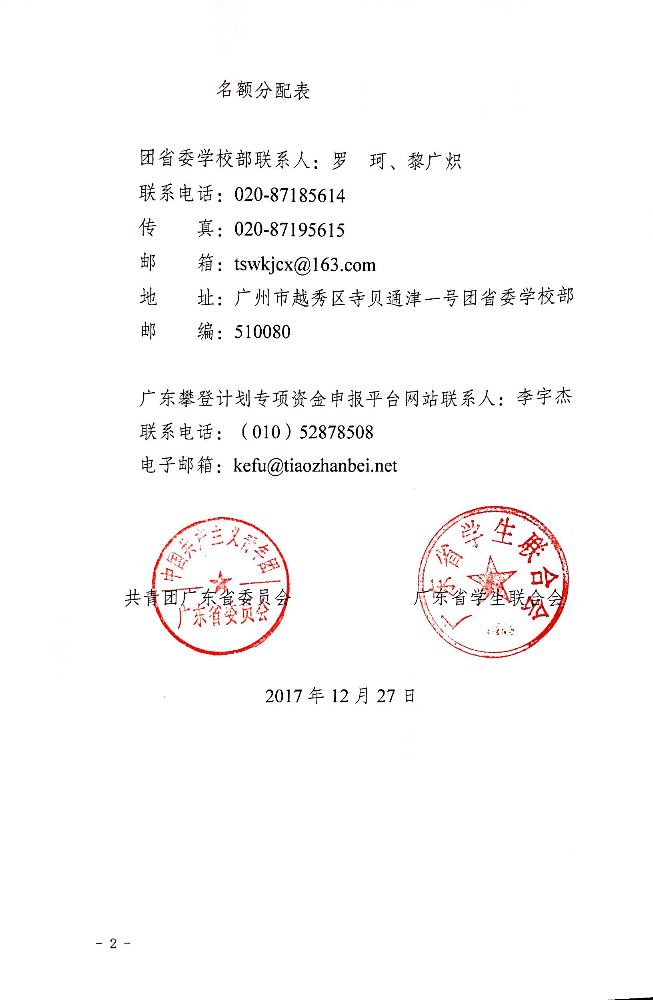 名额分配表
团省委学校部联系人：罗　珂、黎广炽
联系电话：020-87185614
传　　真：020-87195615
邮　　箱：tswkjcx@163.com
地　　址：广州市越秀区寺贝通津一号团省委学校部
邮　　编：510080
广东攀登计划专项资金申报平台网站联系人：李宇杰
联系电话：（010）52878508
电子邮箱：kefu@tiaozhanbei.net
中国共产主义青年团
广东省委员会
共青团广东省委员会
广东省学生联合会
广东省学生联合会
2017 年 12 月 27 日
- 2 -